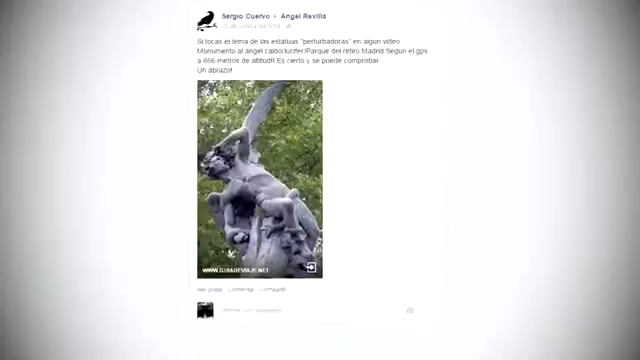 Sergio Cuervo ▸ Angel Revilla
Si tocas el tema de las estatuas "perturbadoras" en algun video
Monumento al angel caido(lucifer)Parque del retiro Madrid Segun el gps
a 666 metros de altitud!! Es cierto y se puede comprobar
Un abrazo!
WWW.GUIADEVIAJE.NET
Comentar Compartir